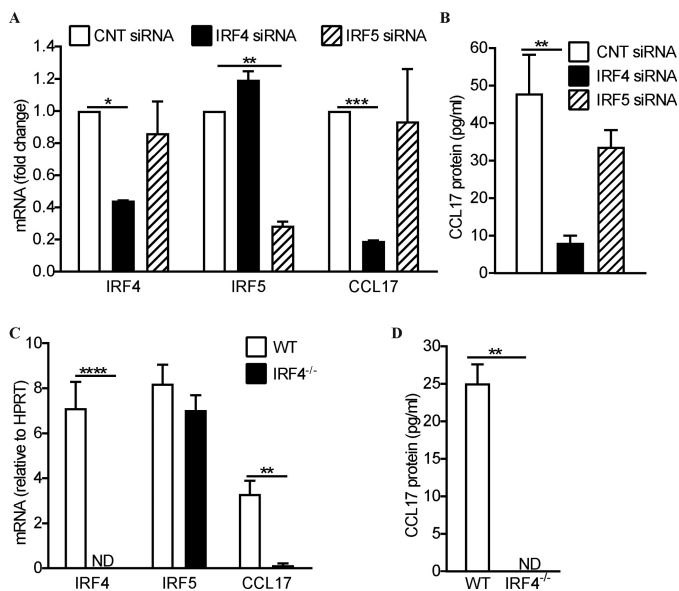 A
CNT siRNA IRF4 siRNA IRF5 siRNA
mRNA (fold change)
1.4
1.2
1.0
0.8
0.6
0.4
0.2
0.0
* ** ***
IRF4 IRF5 CCL17
B
CNT siRNA
IRF4 siRNA
IRF5 siRNA
CCL17 protein (pg/ml)
60
50
40
30
20
10
0
**
C
WT
IRF4-/-
mRNA (relative to HPRT)
10
8
6
4
2
0
**** **
ND
IRF4 IRF5 CCL17
D
CCL17 protein (pg/ml)
30
25
20
15
10
5
0
**
ND
WT IRF4-/-